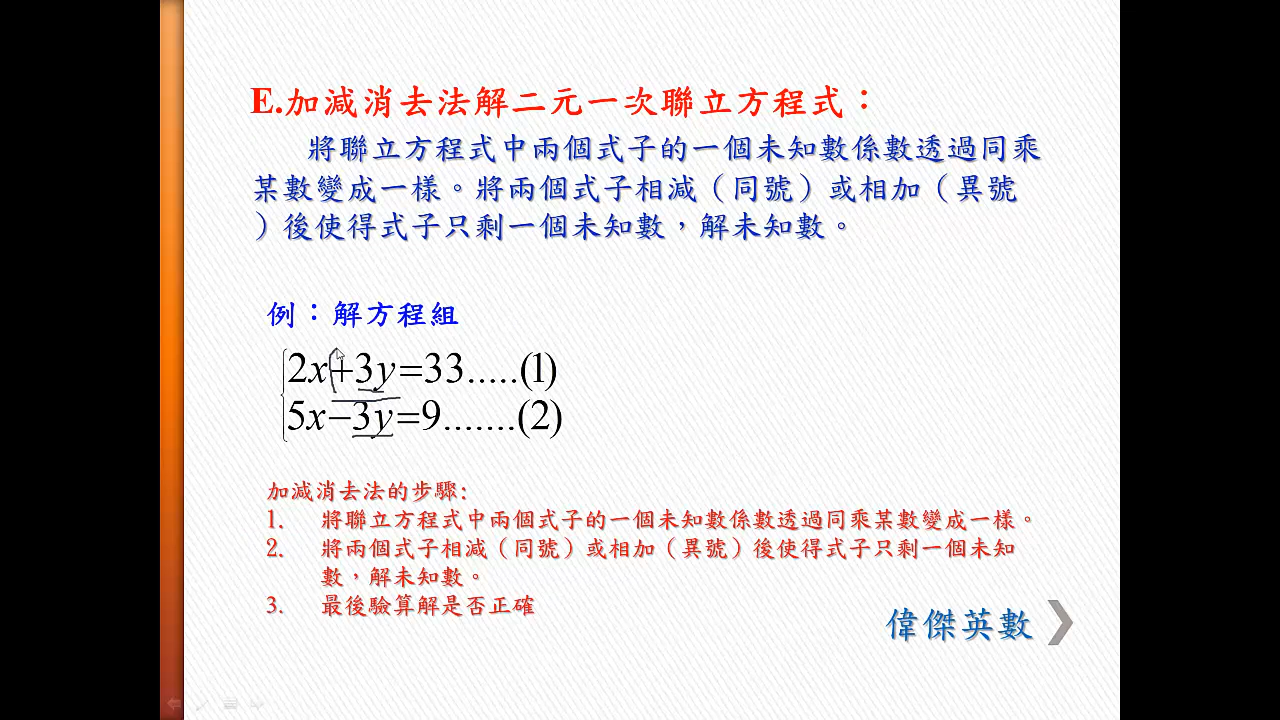 E.加減消去法解二元一次聯立方程式：
將聯立方程式中兩個式子的一個未知數係數透過同乘
某數變成一樣。將兩個式子相減（同號）或相加（異號
）後使得式子只剩一個未知數，解未知數。
例：解方程組
2x+3y=33.....(1)
5x−3y=9.......(2)
加減消去法的步驟:
1. 將聯立方程式中兩個式子的一個未知數係數透過同乘某數變成一樣。
2. 將兩個式子相減（同號）或相加（異號）後使得式子只剩一個未知
數，解未知數。
3. 最後驗算解是否正確
偉傑英數